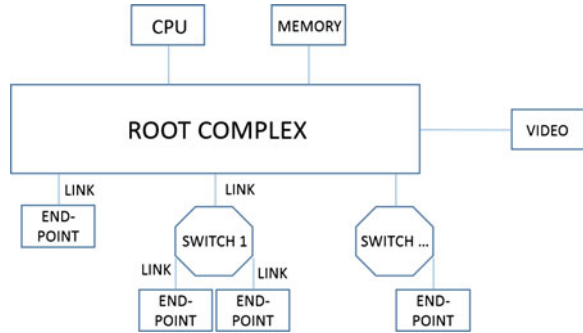 CPU
MEMORY
ROOT COMPLEX
VIDEO
LINK
LINK
END-
POINT
SWITCH 1
SWITCH ...
LINK
LINK
END-
POINT
END-
POINT
END-
POINT